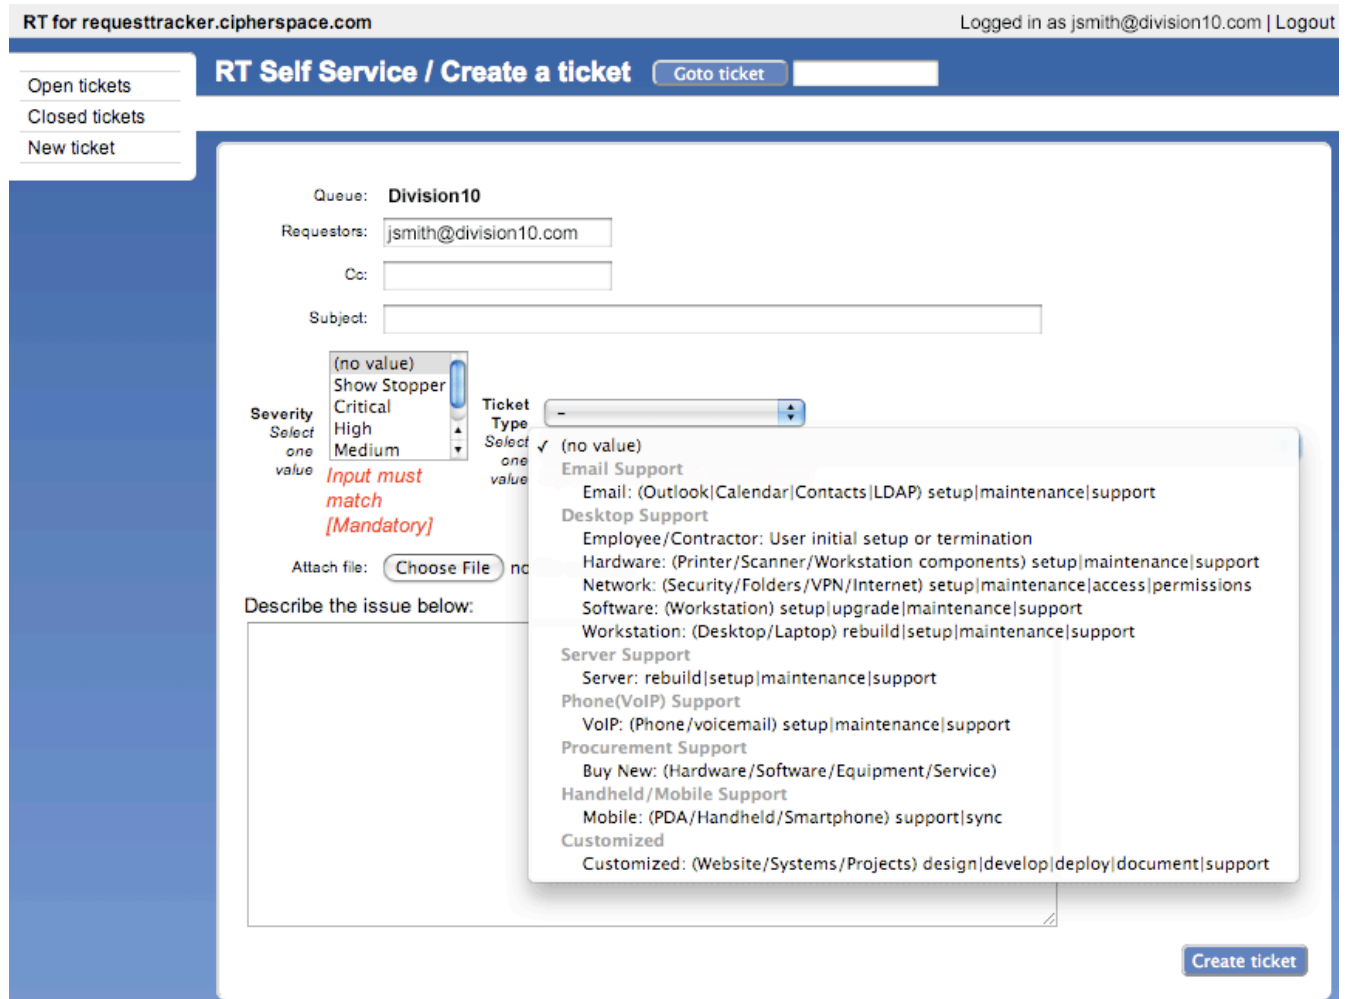 RT for requesttracker.cipherspace.com
Logged in as jsmith@division10.com | Logout
RT Self Service / Create a ticket
Goto ticket
Open tickets
Closed tickets
New ticket
Queue: Division10
Requestors: jsmith@division10.com
Cc:
Subject:
Severity
Select
one
value
(no value)
Show Stopper
Critical
High
Medium
Input must
match
[Mandatory]
Ticket
Type
Select
one
value
-
✓ (no value)
Email Support
Email: (Outlook|Calendar|Contacts|LDAP) setup|maintenance|support
Desktop Support
Employee/Contractor: User initial setup or termination
Hardware: (Printer/Scanner/Workstation components) setup|maintenance|support
Network: (Security/Folders/VPN/Internet) setup|maintenance|access|permissions
Software: (Workstation) setup|upgrade|maintenance|support
Workstation: (Desktop/Laptop) rebuild|setup|maintenance|support
Server Support
Server: rebuild|setup|maintenance|support
Phone(VoIP) Support
VoIP: (Phone/voicemail) setup|maintenance|support
Procurement Support
Buy New: (Hardware/Software/Equipment/Service)
Handheld/Mobile Support
Mobile: (PDA/Handheld/Smartphone) support|sync
Customized
Customized: (Website/Systems/Projects) design|develop|deploy|document|support
Attach file: Choose File no
Describe the issue below:
Create ticket